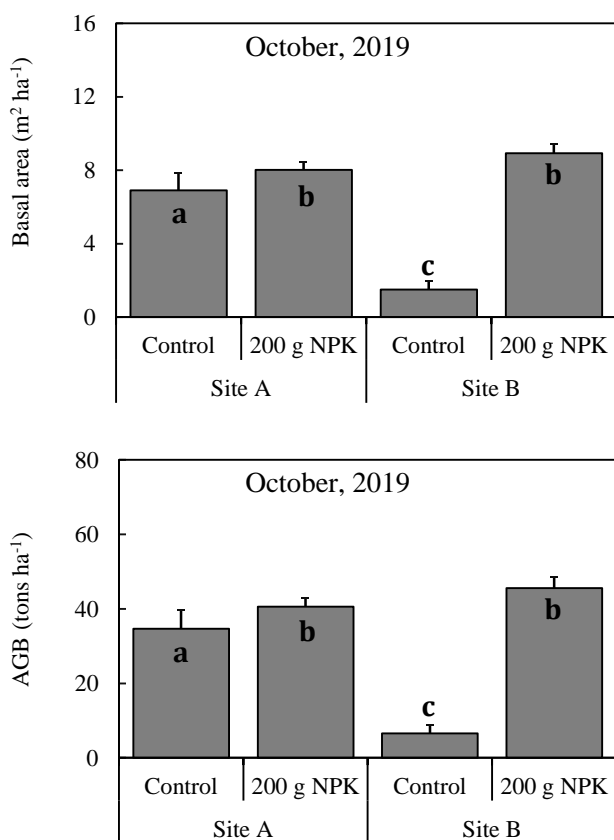 October, 2019
Basal area (m² ha⁻¹)
16
12
8
4
0
a
b
c
b
Control
200 g NPK
Control
200 g NPK
Site A
Site B
October, 2019
AGB (tons ha⁻¹)
80
60
40
20
0
a
b
c
b
Control
200 g NPK
Control
200 g NPK
Site A
Site B